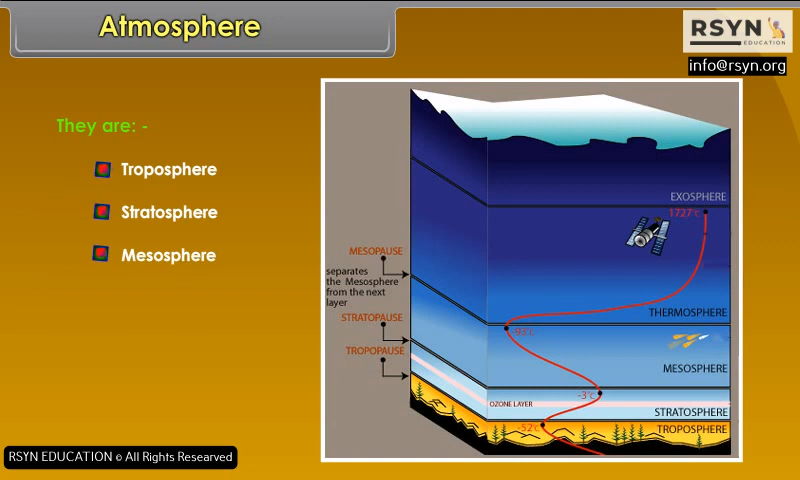 Atmosphere
RSYN
EDUCATION
info@rsyn.org
They are: -
Troposphere
Stratosphere
Mesosphere
EXOSPHERE
1727°c
MESOPAUSE
separates
the Mesosphere
from the next
layer
THERMOSPHERE
STRATOPAUSE
-93°c
TROPOPAUSE
MESOSPHERE
-3°c
OZONE LAYER
STRATOSPHERE
-52°c
TROPOSPHERE
RSYN EDUCATION © All Rights Researved